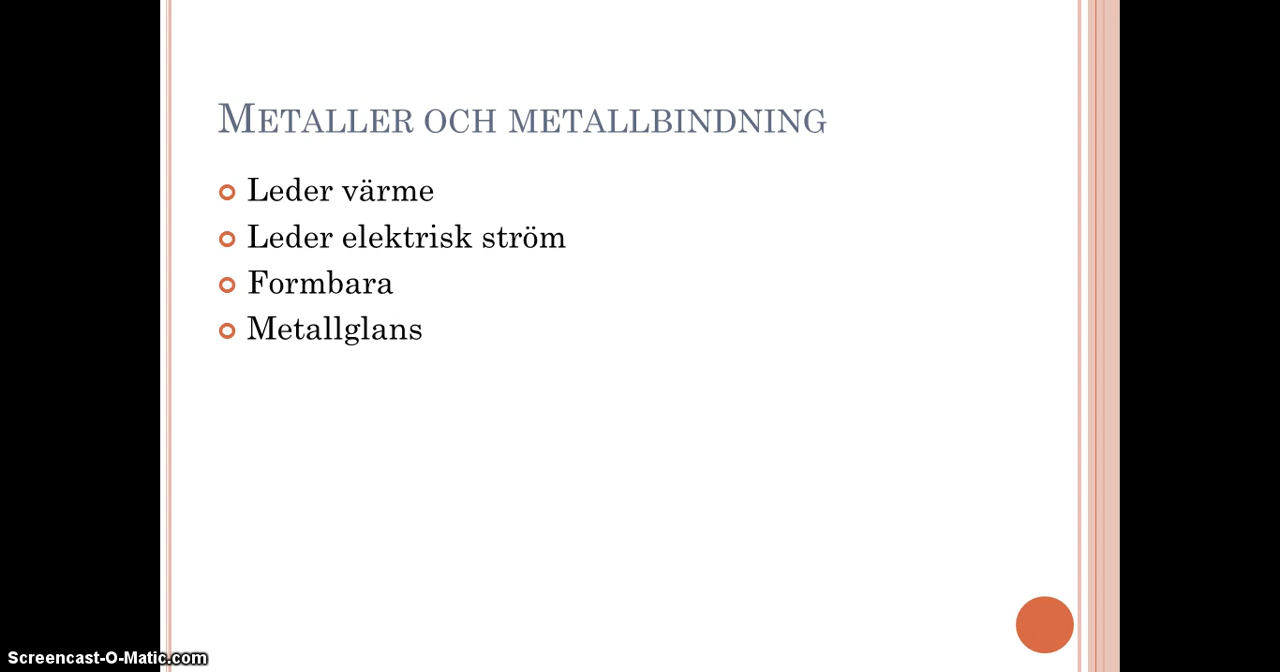 Metaller och metallbindning
Leder värme
Leder elektrisk ström
Formbara
Metallglans
Screencast-O-Matic.com